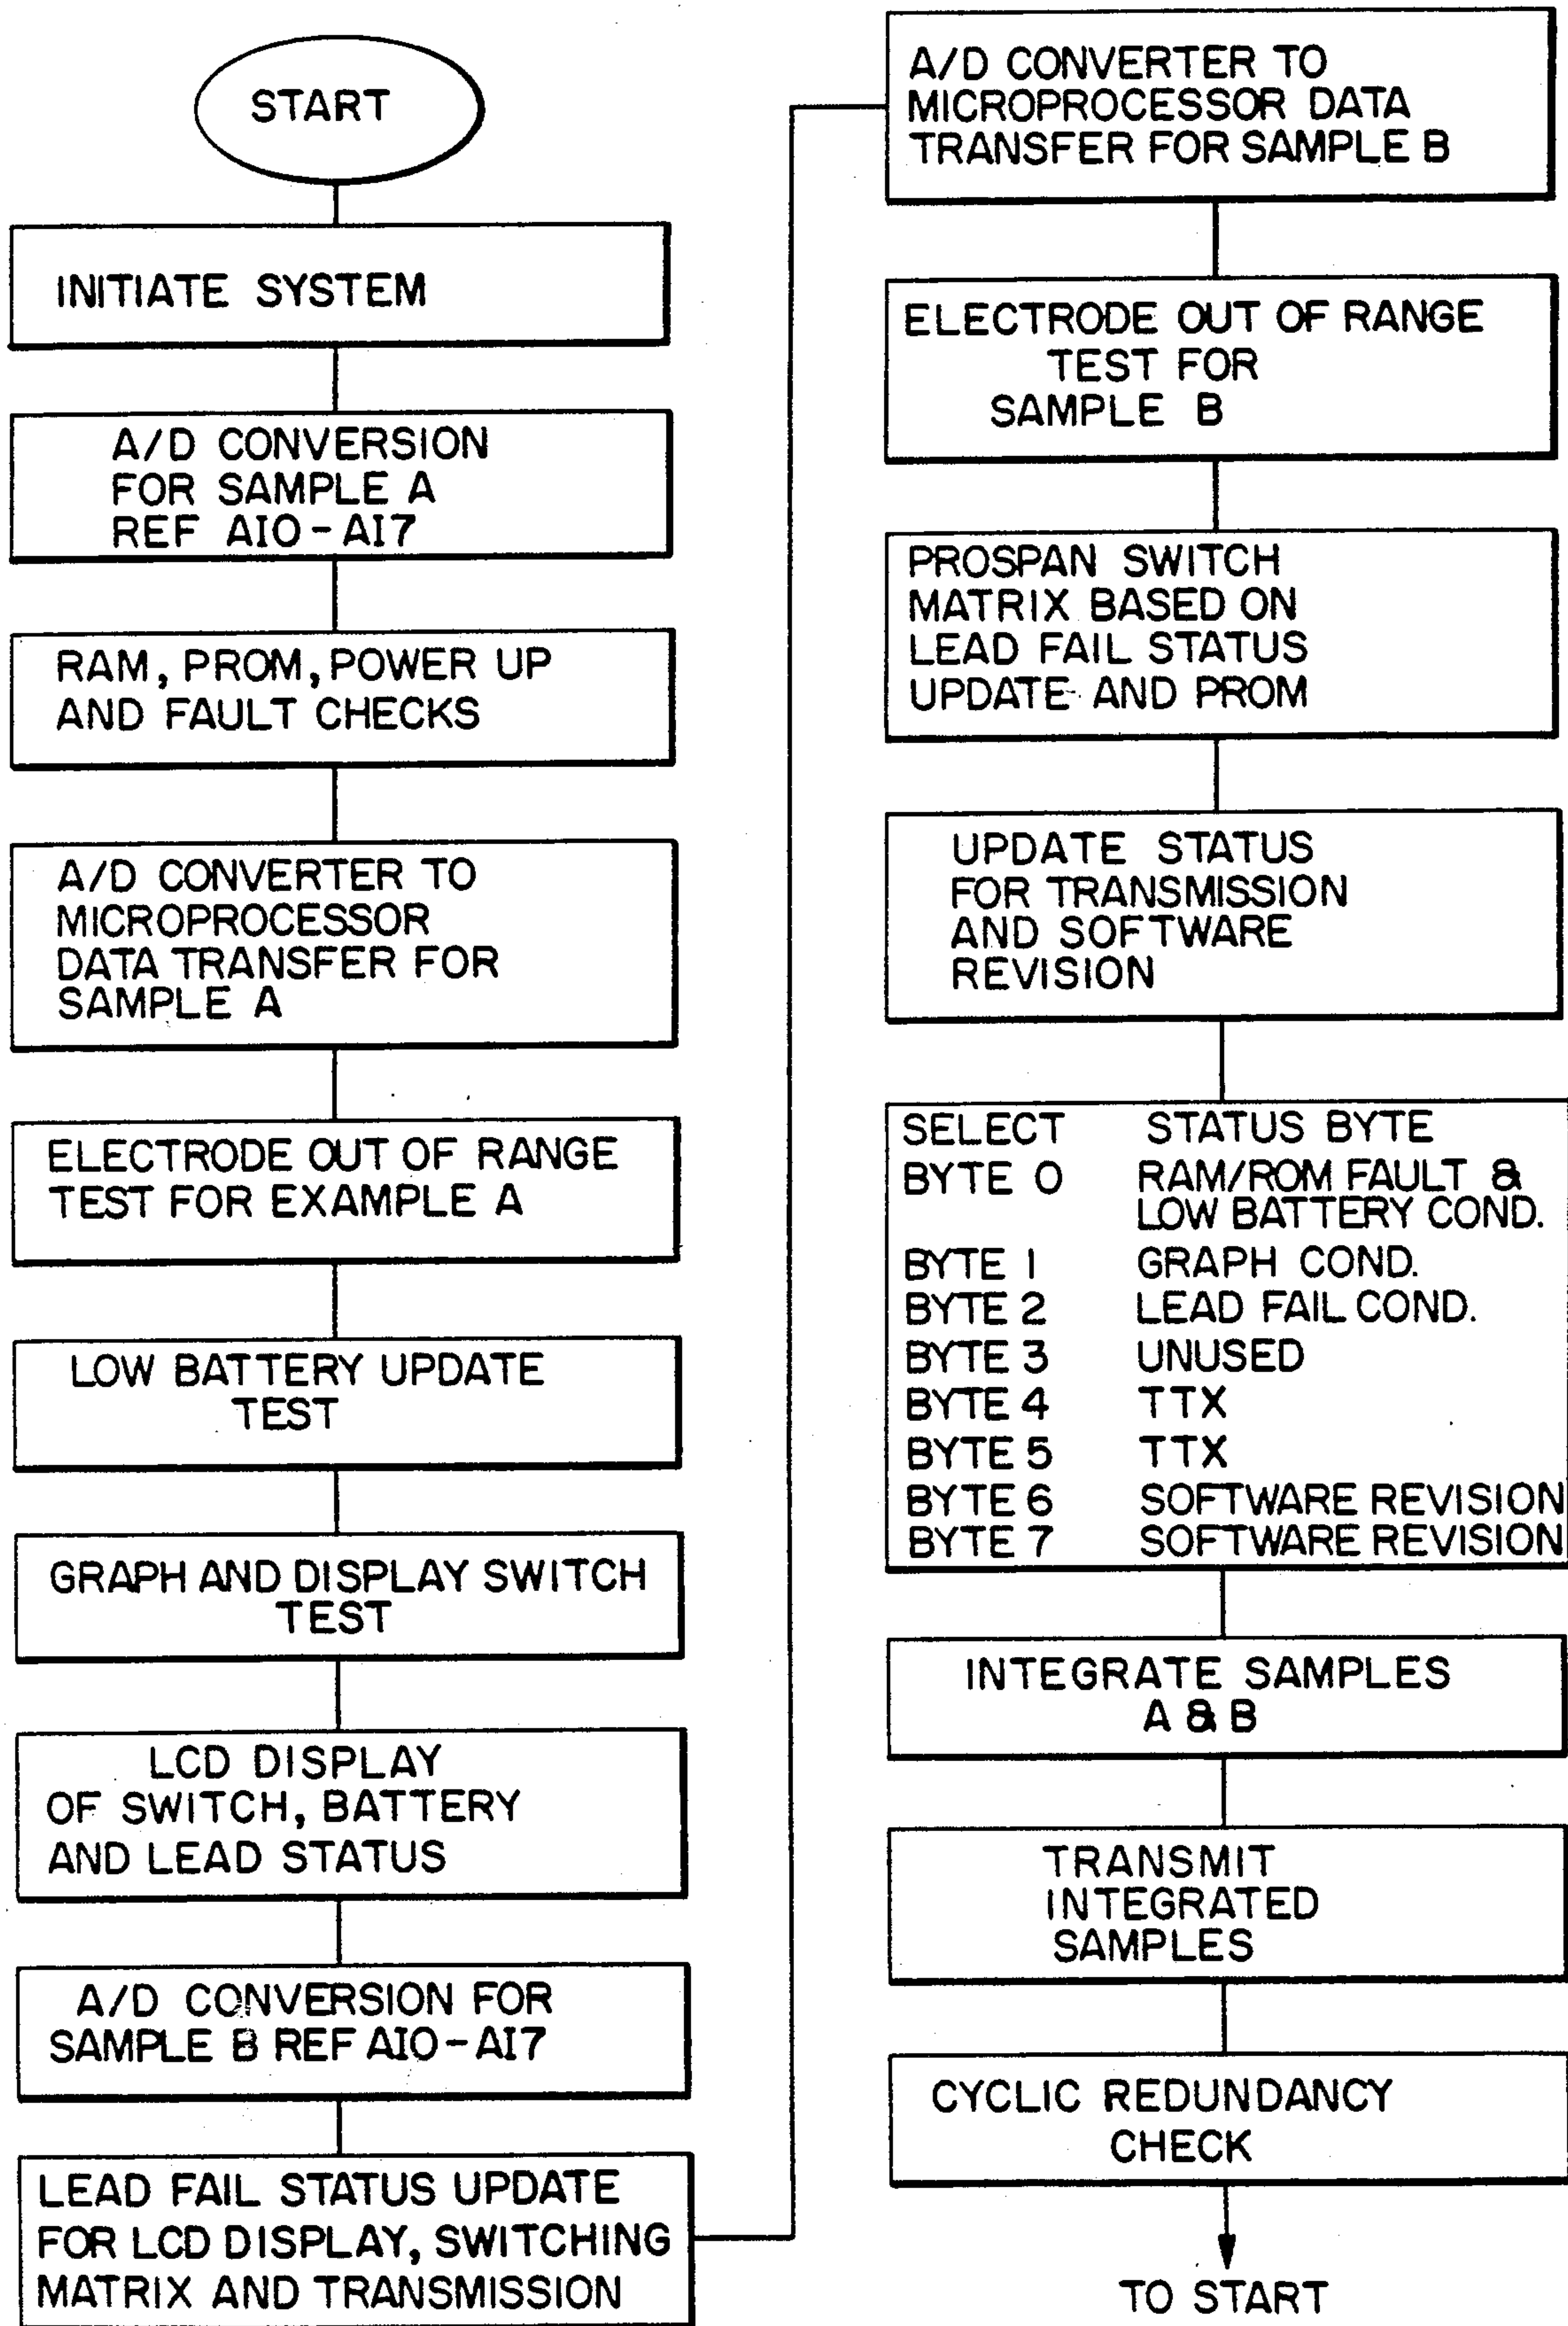 START
INITIATE SYSTEM
A/D CONVERSION
FOR SAMPLE A
REF AI0-AI7
RAM, PROM, POWER UP
AND FAULT CHECKS
A/D CONVERTER TO
MICROPROCESSOR
DATA TRANSFER FOR
SAMPLE A
ELECTRODE OUT OF RANGE
TEST FOR EXAMPLE A
LOW BATTERY UPDATE
TEST
GRAPH AND DISPLAY SWITCH
TEST
LCD DISPLAY
OF SWITCH, BATTERY
AND LEAD STATUS
A/D CONVERSION FOR
SAMPLE B REF AI0-AI7
LEAD FAIL STATUS UPDATE
FOR LCD DISPLAY, SWITCHING
MATRIX AND TRANSMISSION
A/D CONVERTER TO
MICROPROCESSOR DATA
TRANSFER FOR SAMPLE B
ELECTRODE OUT OF RANGE
TEST FOR
SAMPLE B
PROSPAN SWITCH
MATRIX BASED ON
LEAD FAIL STATUS
UPDATE AND PROM
UPDATE STATUS
FOR TRANSMISSION
AND SOFTWARE
REVISION
SELECT STATUS BYTE
BYTE 0 RAM/ROM FAULT &
LOW BATTERY COND.
BYTE 1 GRAPH COND.
BYTE 2 LEAD FAIL COND.
BYTE 3 UNUSED
BYTE 4 TTX
BYTE 5 TTX
BYTE 6 SOFTWARE REVISION
BYTE 7 SOFTWARE REVISION
INTEGRATE SAMPLES
A & B
TRANSMIT
INTEGRATED
SAMPLES
CYCLIC REDUNDANCY
CHECK
TO START